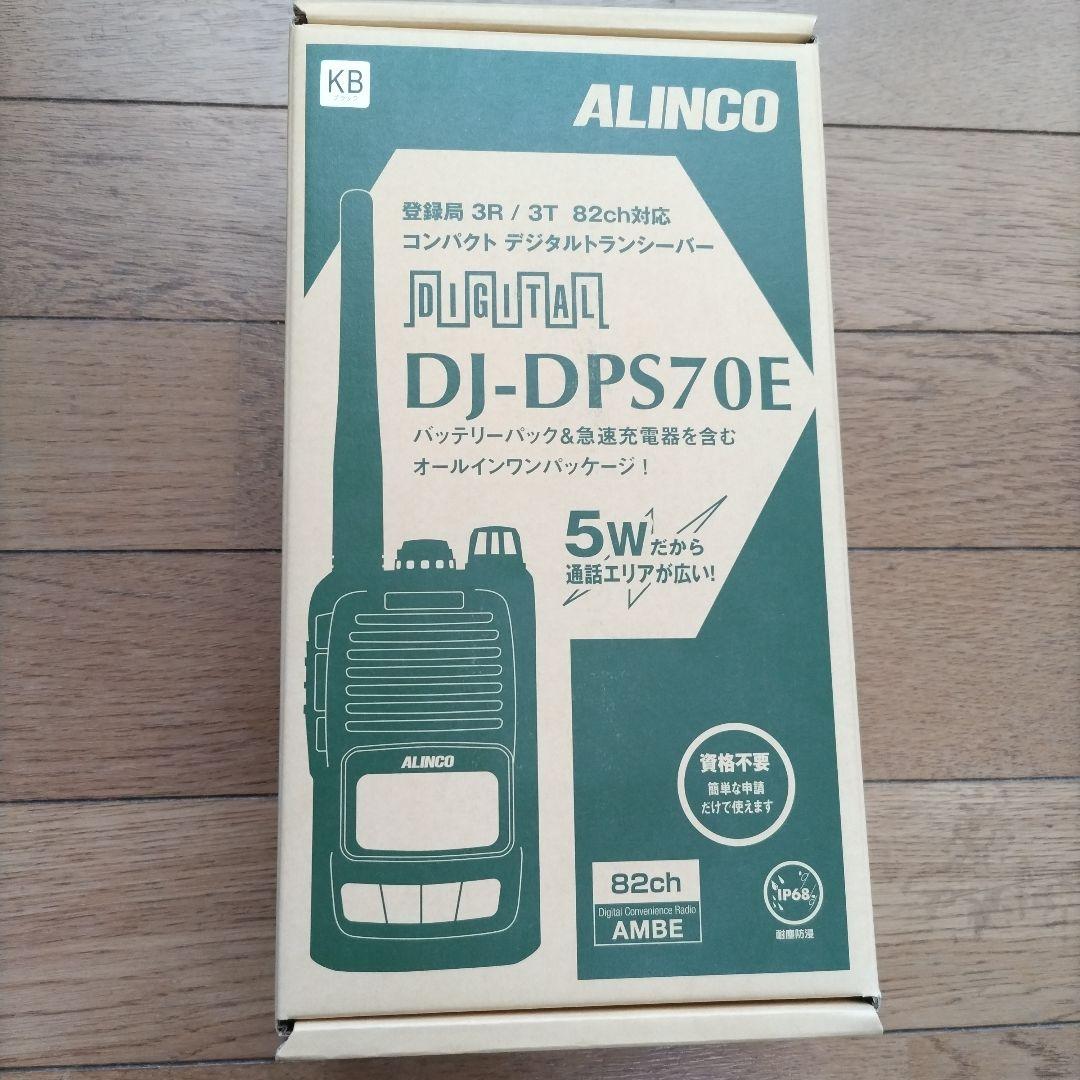 KB
ブラック
ALINCO
登録局 3R / 3T 82ch対応
コンパクト デジタルトランシーバー
DIGITAL
DJ-DPS70E
バッテリーパック&急速充電器を含む
オールインワンパッケージ!
5Wだから
通話エリアが広い!
ALINCO
資格不要
簡単な申請
だけで使えます
82ch
Digital Convenience Radio
AMBE
IP68
耐塵防浸